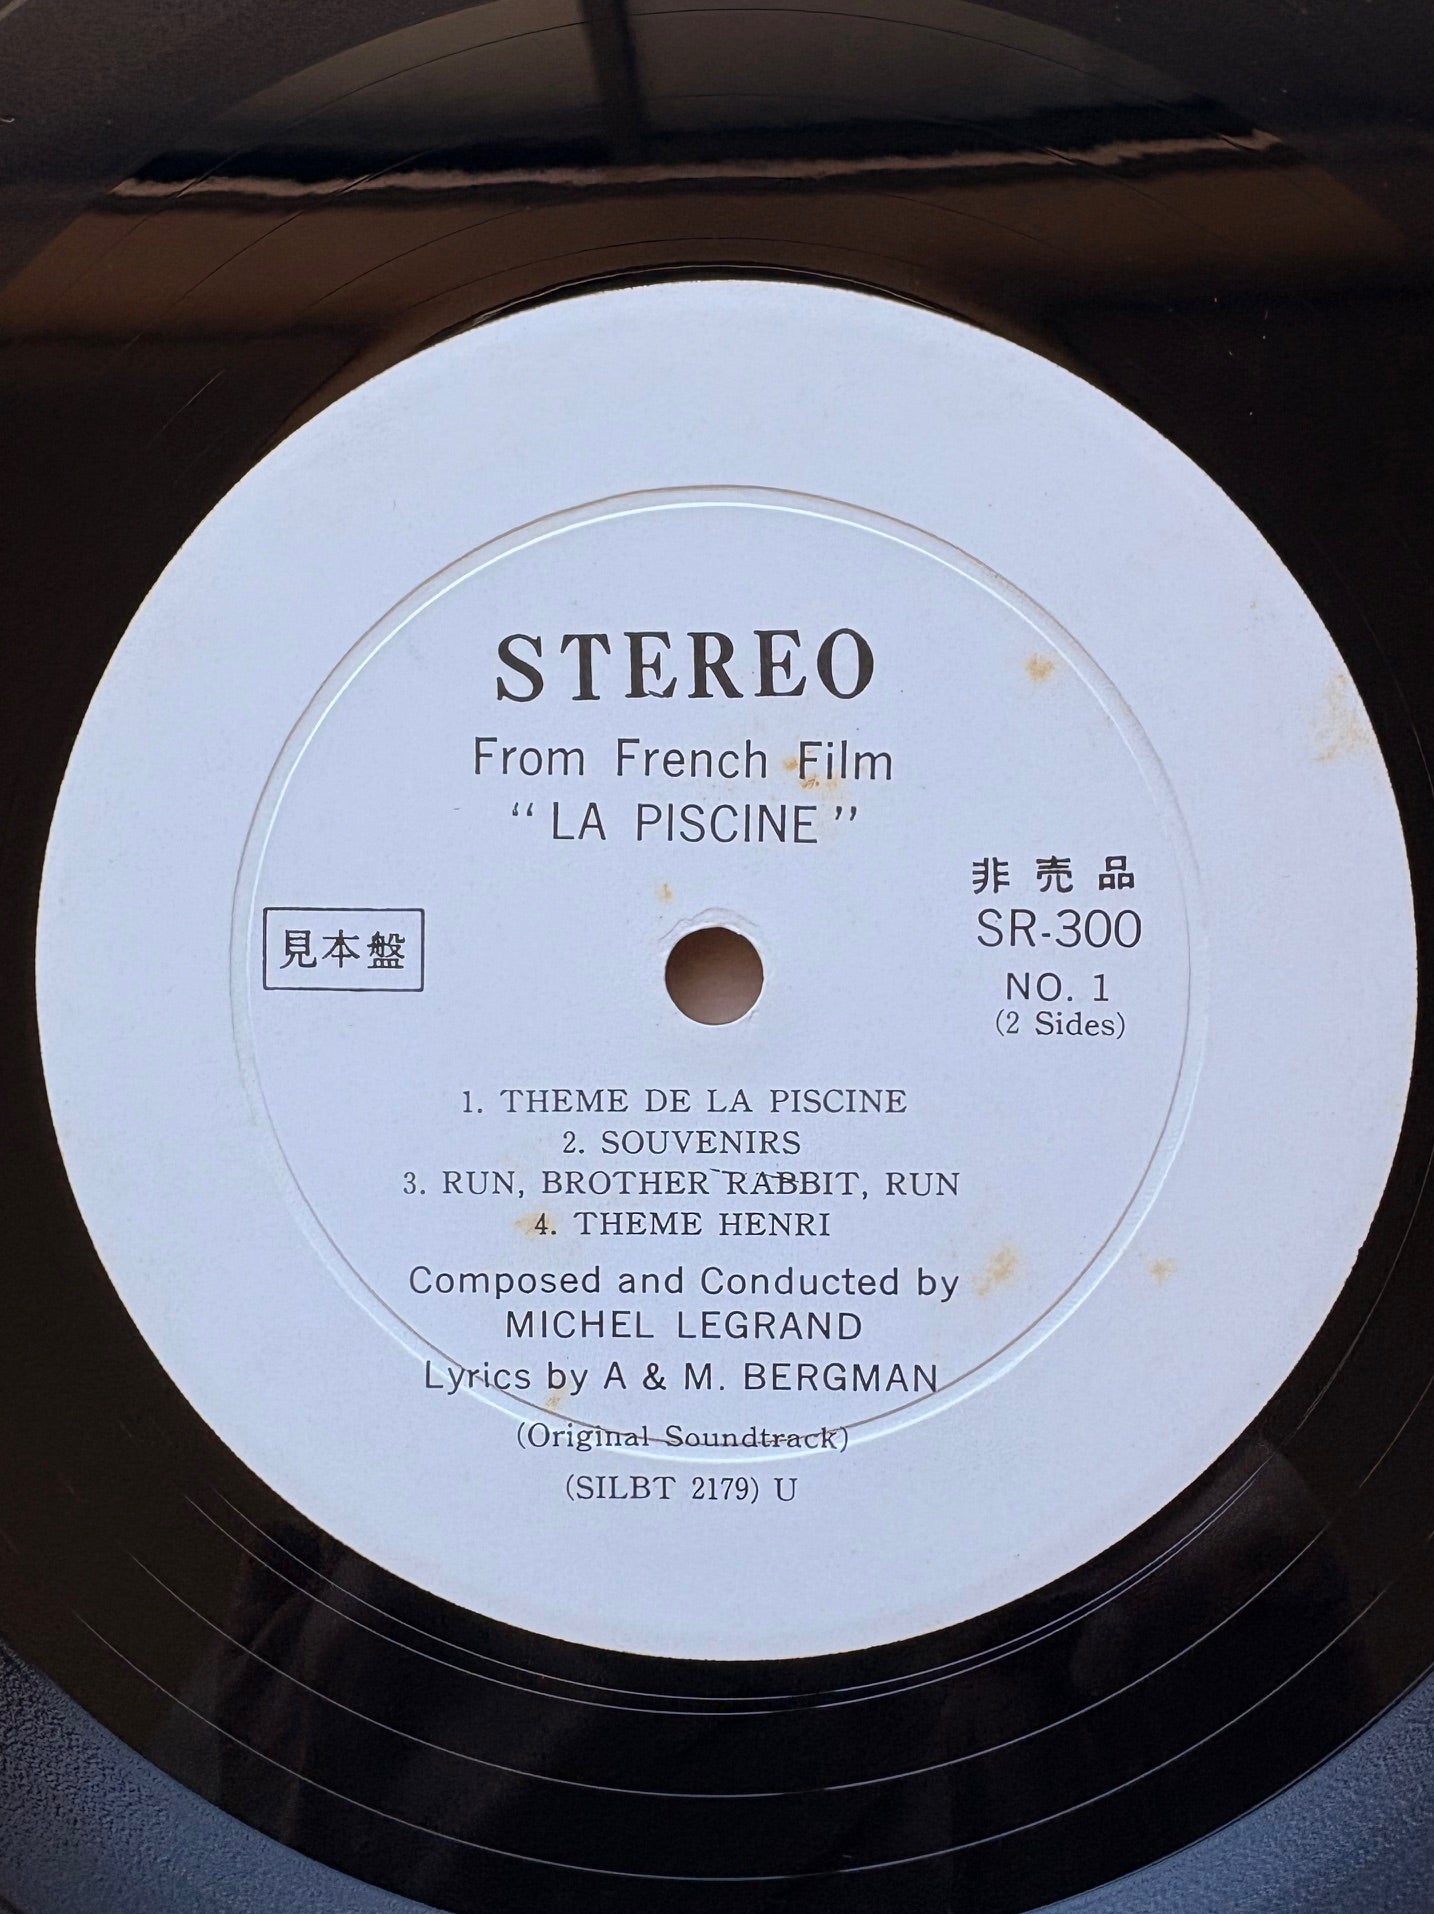 STEREO
From French Film
“LA PISCINE”
非売品
見本盤
SR-300
NO. 1
(2 Sides)
1. THEME DE LA PISCINE
2. SOUVENIRS
3. RUN, BROTHER RABBIT, RUN
4. THEME HENRI
Composed and Conducted by
MICHEL LEGRAND
Lyrics by A & M. BERGMAN
(Original Soundtrack)
(SILBT 2179) U